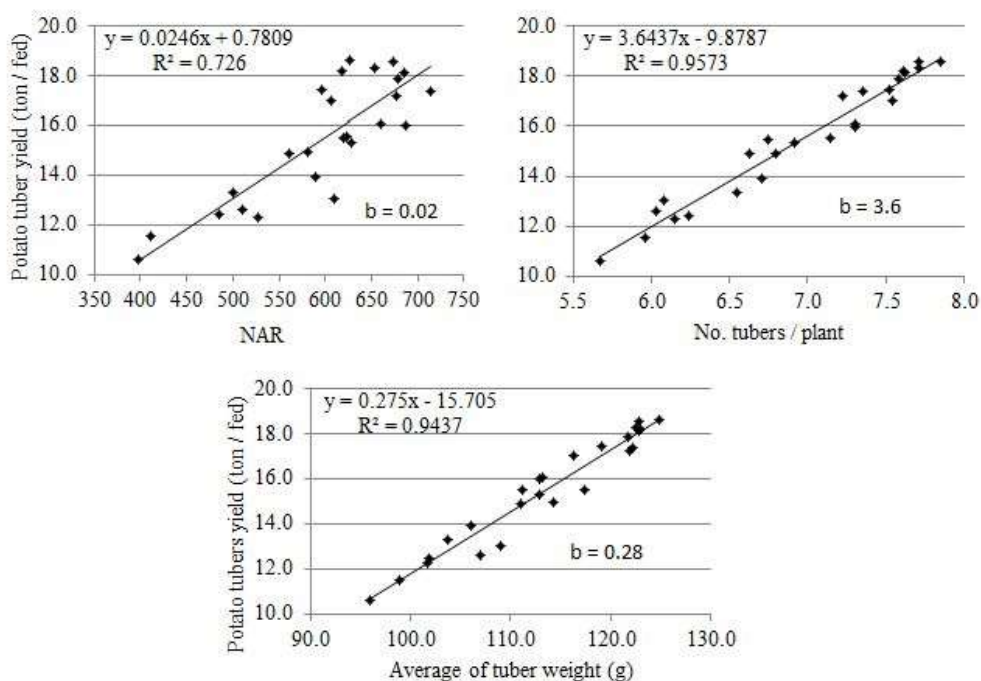 y = 0.0246x + 0.7809
R² = 0.726
b = 0.02
Potato tuber yield (ton / fed)
20.0
18.0
16.0
14.0
12.0
10.0
350 450 500 550 600 650 700 750
NAR
y = 3.6437x - 9.8787
R² = 0.9573
b = 3.6
20.0
18.0
16.0
14.0
12.0
10.0
5.5 6.0 6.5 7.0 7.5 8.0
No. tubers / plant
y = 0.275x - 15.705
R² = 0.9437
b = 0.28
Potato tubers yield (ton / fed)
20.0
18.0
16.0
14.0
12.0
10.0
90.0 100.0 110.0 120.0 130.0
Average of tuber weight (g)